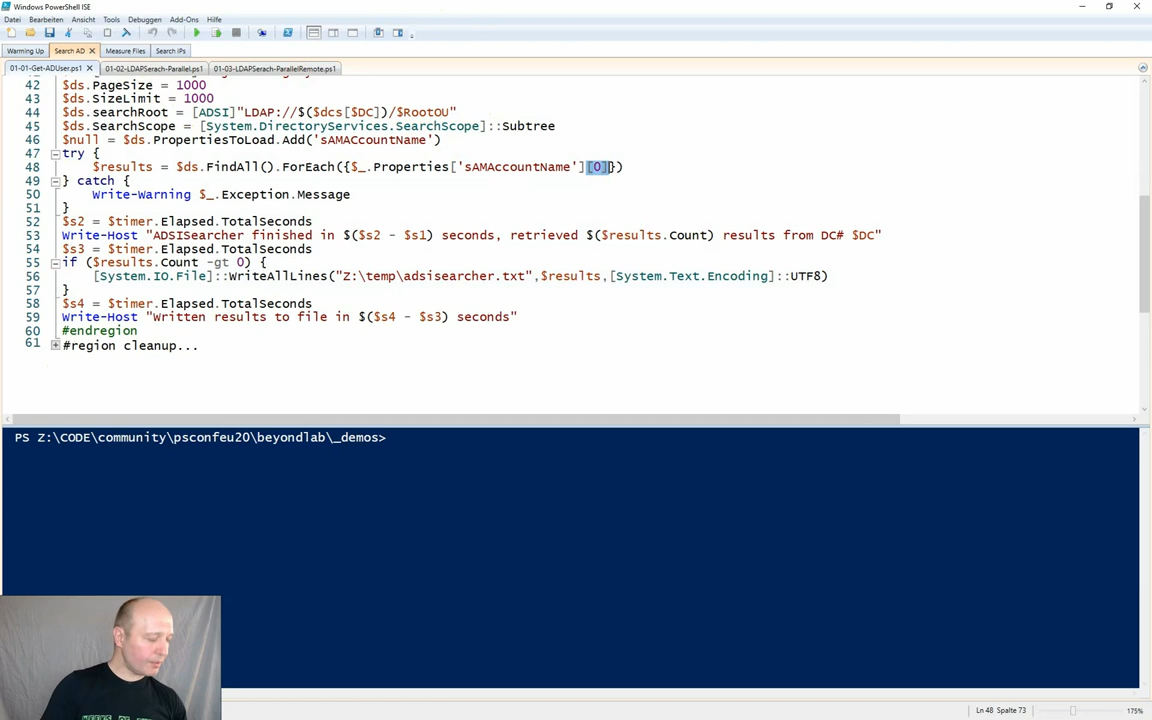 Windows PowerShell ISE
Datei Bearbeiten Ansicht Tools Debuggen Add-Ons Hilfe
Warming Up Search AD Measure Files Search IPs
01-01-Get-ADUser.ps1 01-02-LDAPSerach-Parallel.ps1 01-03-LDAPSearch-ParallelRemote.ps1
42 $ds.PageSize = 1000
43 $ds.SizeLimit = 1000
44 $ds.searchRoot = [ADSI]"LDAP://$($dcs[$DC])/$RootOU"
45 $ds.SearchScope = [System.DirectoryServices.SearchScope]::Subtree
46 $null = $ds.PropertiesToLoad.Add('sAMACcountName')
47 try {
48 $results = $ds.FindAll().ForEach({$_.Properties['sAMAccountName'][0]})
49 } catch {
50 Write-Warning $_.Exception.Message
51 }
52 $s2 = $timer.Elapsed.TotalSeconds
53 Write-Host "ADSISearcher finished in $($s2 - $s1) seconds, retrieved $($results.Count) results from DC# $DC"
54 $s3 = $timer.Elapsed.TotalSeconds
55 if ($results.Count -gt 0) {
56 [System.IO.File]::WriteAllLines("Z:\temp\adsisearcher.txt",$results,[System.Text.Encoding]::UTF8)
57 }
58 $s4 = $timer.Elapsed.TotalSeconds
59 Write-Host "Written results to file in $($s4 - $s3) seconds"
60 #endregion
61 #region cleanup...
PS Z:\CODE\community\psconfeu20\beyondlab\_demos>
Ln 48 Spalte 73 175%